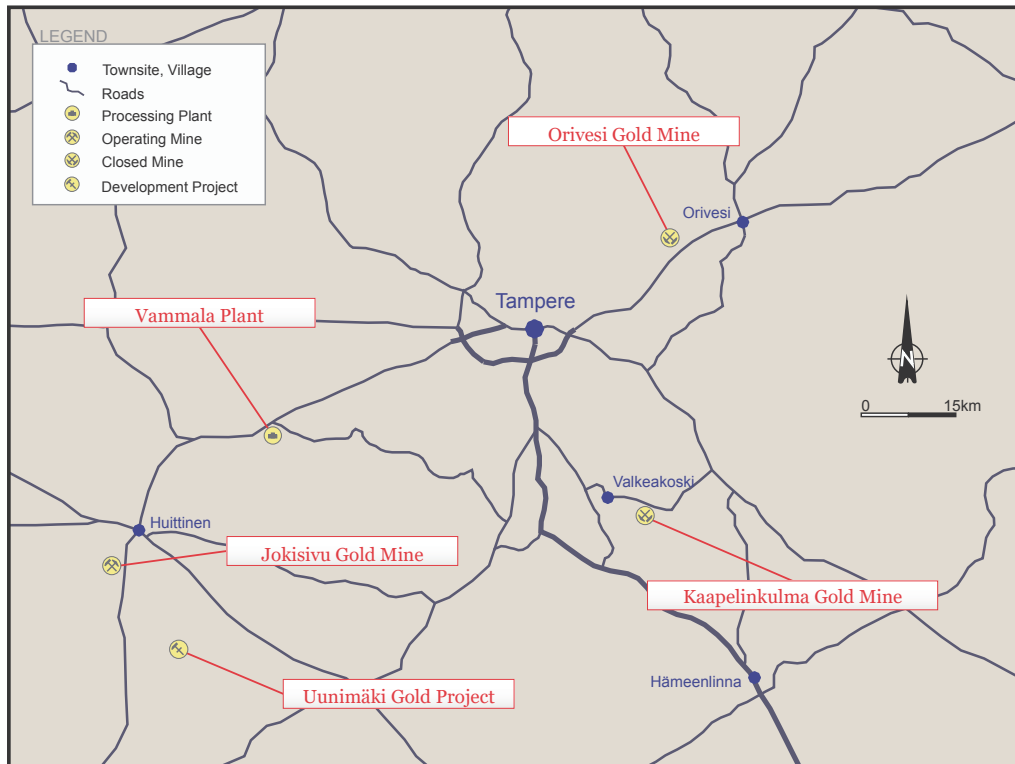 LEGEND
Townsite, Village
Roads
Processing Plant
Operating Mine
Closed Mine
Development Project
Orivesi Gold Mine
Orivesi
Tampere
Vammala Plant
N
0 15km
Valkeakoski
Huittinen
Jokisivu Gold Mine
Kaapelinkulma Gold Mine
Hämeenlinna
Uunimäki Gold Project